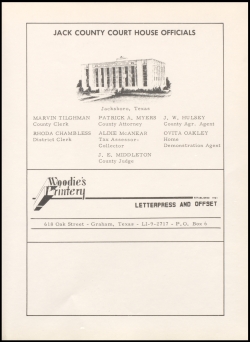 JACK COUNTY COURT HOUSE OFFICIALS
Jacksboro, Texas
MARVIN TILGHMAN
County Clerk
RHODA CHAMBLESS
District Clerk
PATRICK A. MYERS
County Attorney
ALINE McANEAR
Tax Assessor-
Collector
J. E. MIDDLETON
County Judge
J. W. HULSEY
County Agr. Agent
OVITA OAKLEY
Home
Demonstration Agent
Woodie's
Printery
LETTERPRESS AND OFFSET
618 Oak Street - Graham, Texas - LI-9-2717 - P. O. Box 6